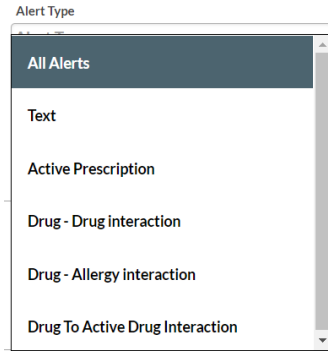 Alert Type
All Alerts
Text
Active Prescription
Drug - Drug interaction
Drug - Allergy interaction
Drug To Active Drug Interaction